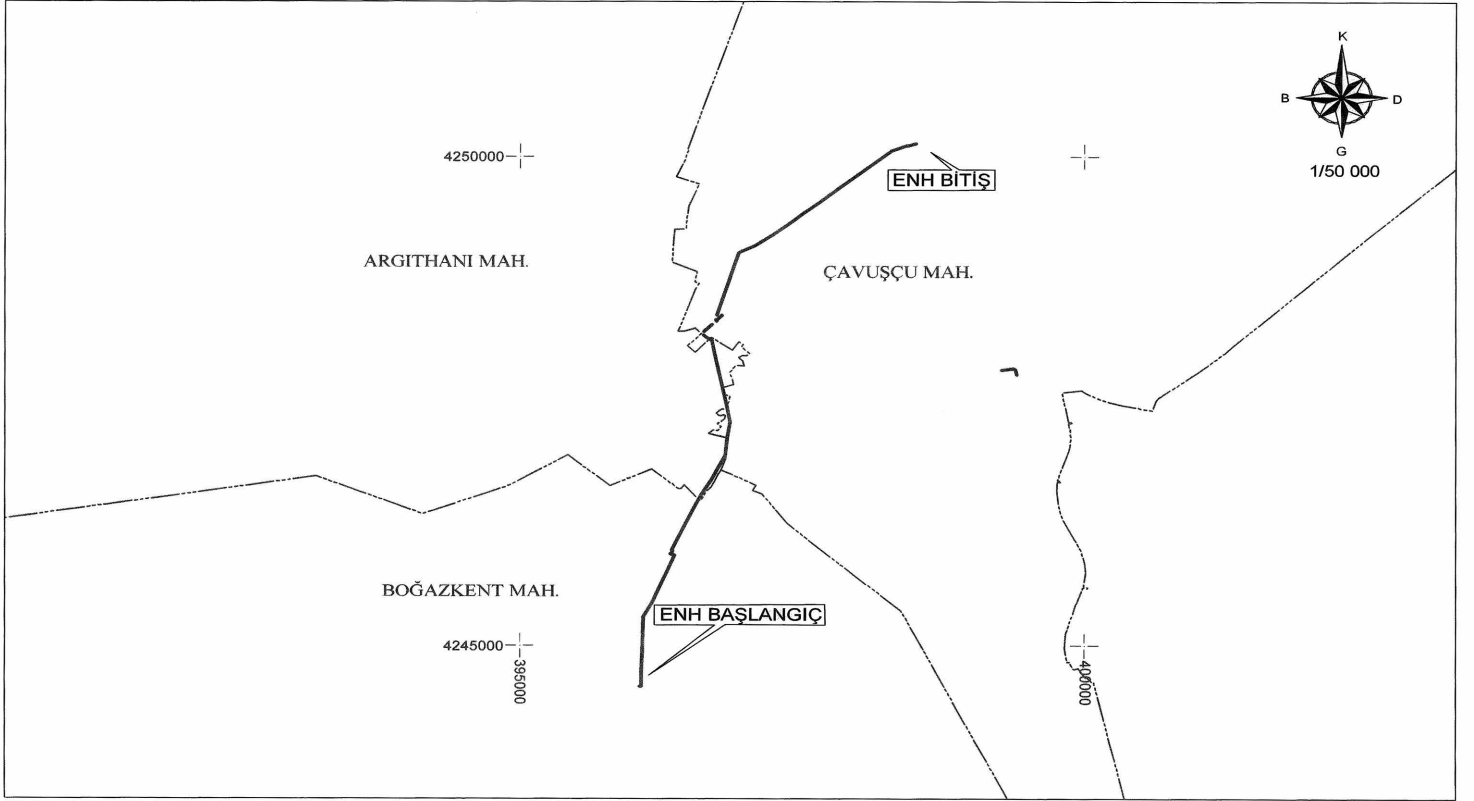 K
B
D
G
1/50 000
4250000
ENH BİTİŞ
ARGITHANI MAH.
ÇAVUŞÇU MAH.
BOĞAZKENT MAH.
ENH BAŞLANGIÇ
4245000
395000
400000